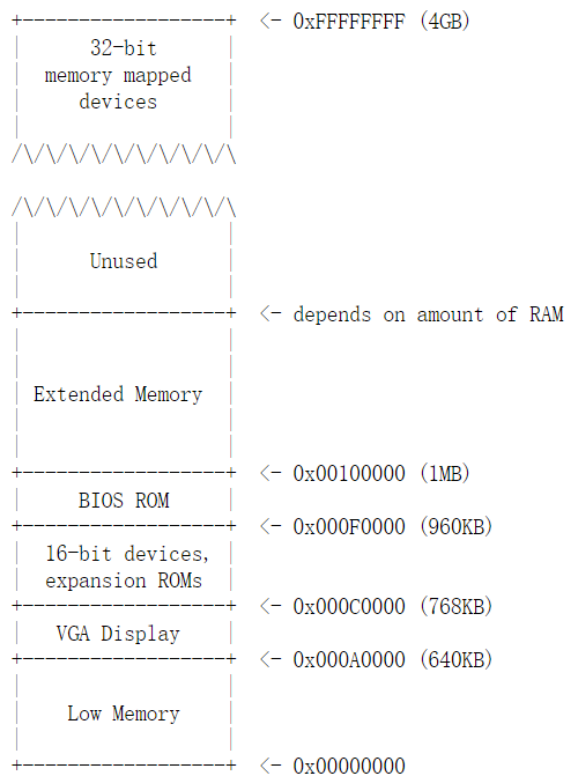 +------------------+  <- 0xFFFFFFFF (4GB)
|      32-bit      |
|  memory mapped   |
|     devices      |
|                  |
/\/\/\/\/\/\/\/\/\/\
/\/\/\/\/\/\/\/\/\/\
|                  |
|      Unused      |
|                  |
+------------------+  <- depends on amount of RAM
|                  |
|                  |
| Extended Memory  |
|                  |
|                  |
+------------------+  <- 0x00100000 (1MB)
|     BIOS ROM     |
+------------------+  <- 0x000F0000 (960KB)
|  16-bit devices, |
|  expansion ROMs  |
+------------------+  <- 0x000C0000 (768KB)
|   VGA Display    |
+------------------+  <- 0x000A0000 (640KB)
|                  |
|    Low Memory    |
|                  |
+------------------+  <- 0x00000000